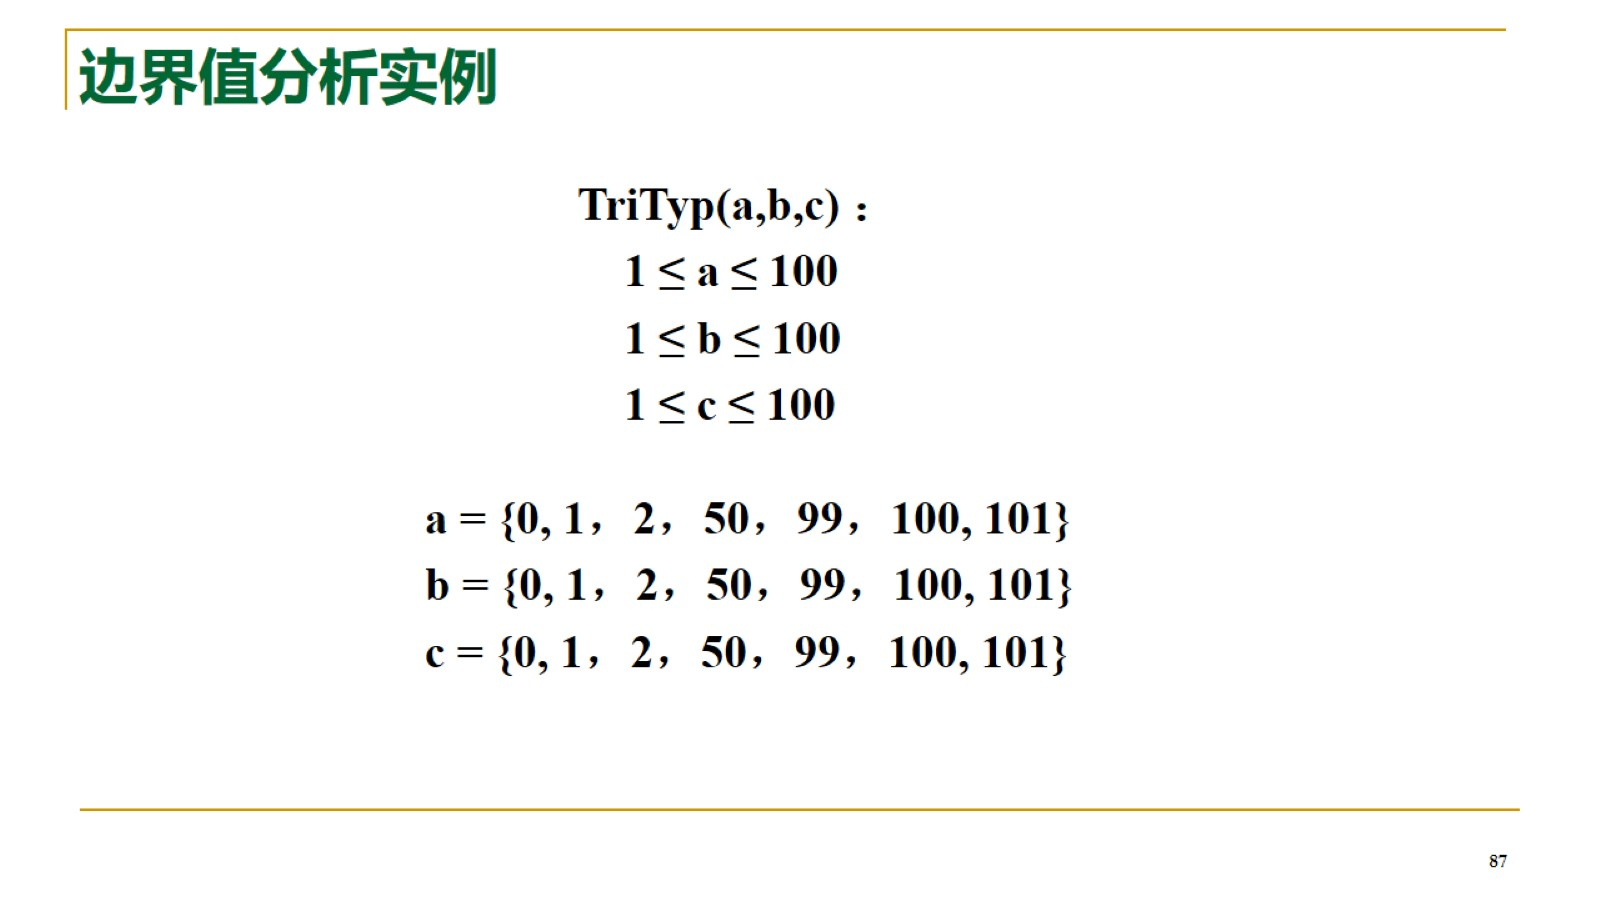 边界值分析实例
TriTyp(a,b,c)：
1 ≤ a ≤ 100
1 ≤ b ≤ 100
1 ≤ c ≤ 100
a = {0, 1，2，50，99，100, 101}
b = {0, 1，2，50，99，100, 101}
c = {0, 1，2，50，99，100, 101}
87